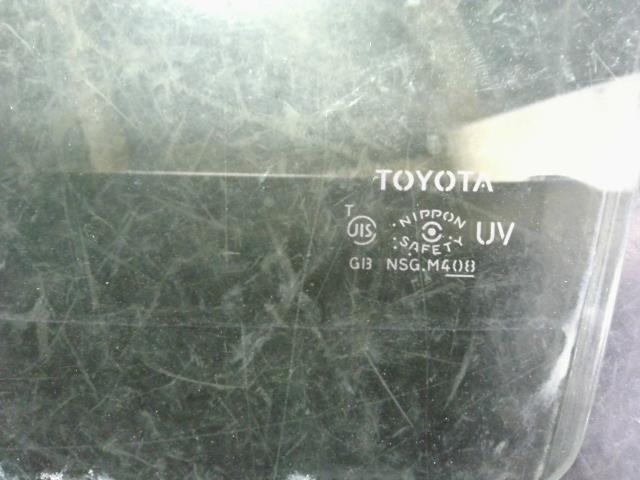 TOYOTA
T
JIS NIPPON SAFETY UV
GB NSG.M408